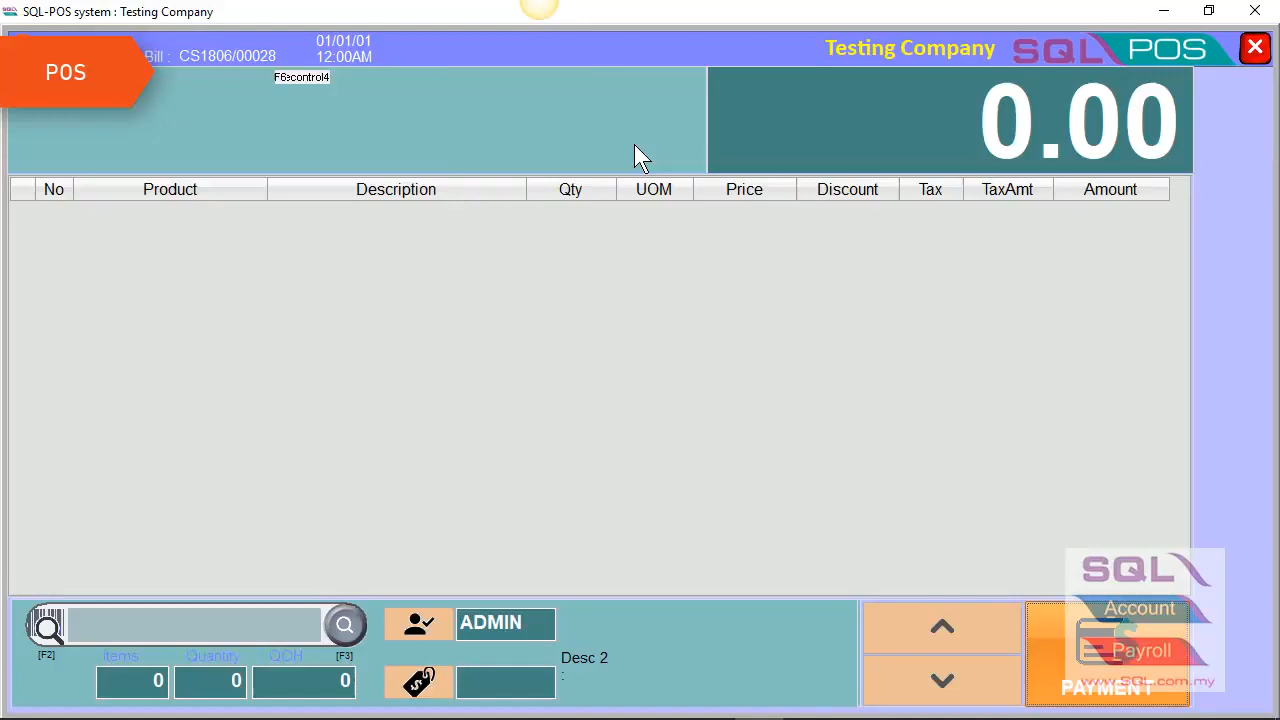 SQL-POS system : Testing Company
POS
Bill : CS1806/00028
01/01/01
12:00AM
Testing Company
SQL POS
F6>control4
0.00
No Product Description Qty UOM Price Discount Tax TaxAmt Amount
ADMIN
[F2] Items Quantity QOH [F3]
0 0 0
Desc 2
:
PAYMENT
SQL
Account
Payroll
www.SQL.com.my